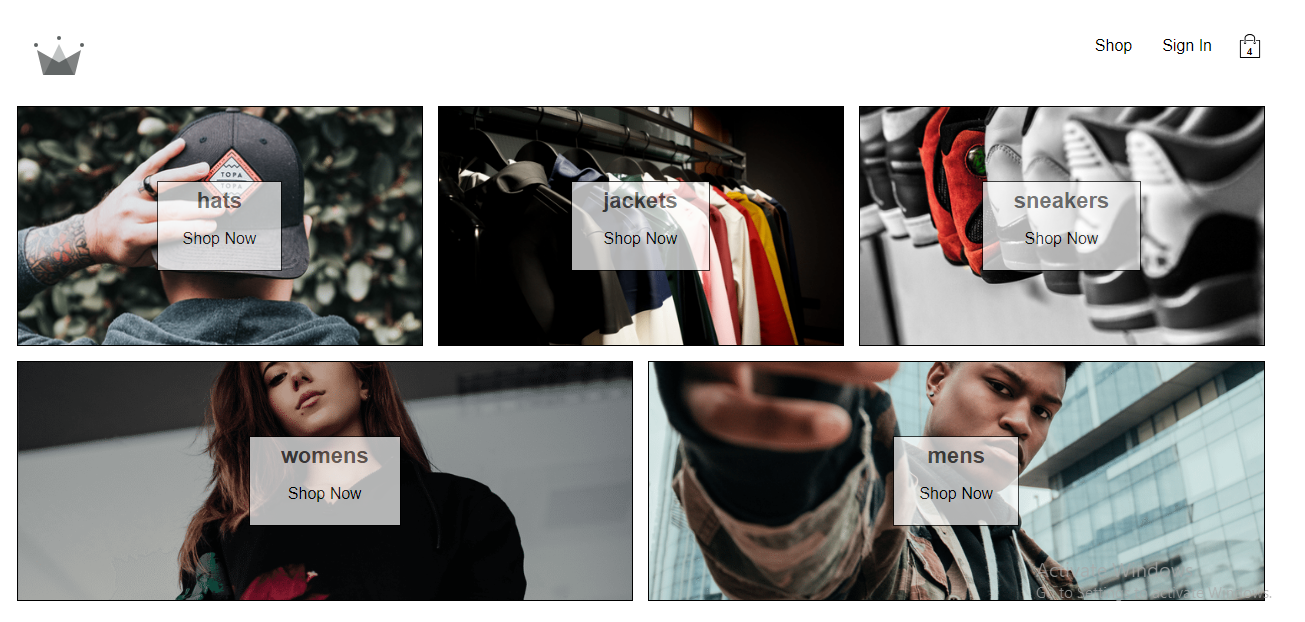 Shop
Sign In
4
TOPA
TOPA
hats
Shop Now
jackets
Shop Now
sneakers
Shop Now
womens
Shop Now
mens
Shop Now
Activate Windows
Go to Settings to activate Windows.